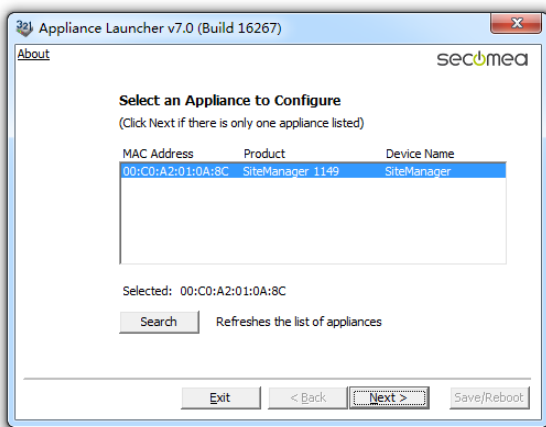 Appliance Launcher v7.0 (Build 16267)
About
secomea
Select an Appliance to Configure
(Click Next if there is only one appliance listed)
MAC Address Product Device Name
00:C0:A2:01:0A:8C SiteManager 1149 SiteManager
Selected: 00:C0:A2:01:0A:8C
Search Refreshes the list of appliances
Exit < Back Next > Save/Reboot